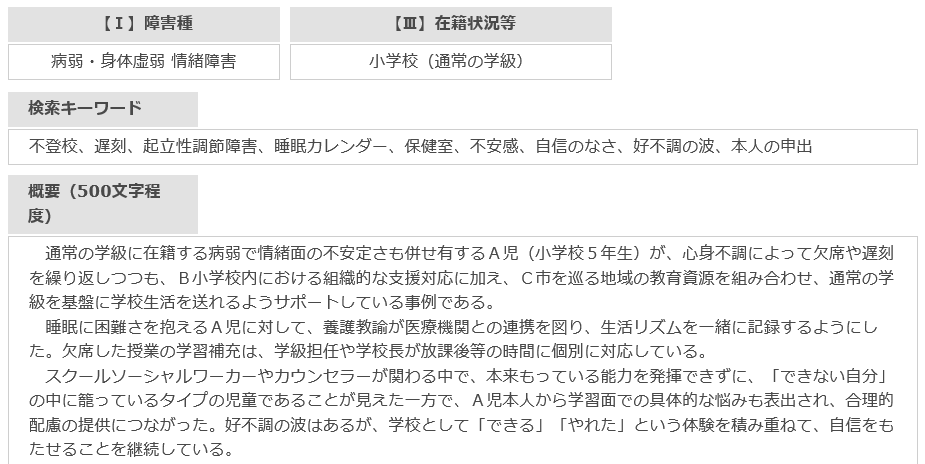 【Ⅰ】障害種
【Ⅲ】在籍状況等
病弱・身体虚弱 情緒障害
小学校（通常の学級）
検索キーワード
不登校、遅刻、起立性調節障害、睡眠カレンダー、保健室、不安感、自信のなさ、好不調の波、本人の申出
概要（500文字程
度）
　通常の学級に在籍する病弱で情緒面の不安定さも併せ有するＡ児（小学校５年生）が、心身不調によって欠席や遅刻
を繰り返しつつも、Ｂ小学校内における組織的な支援対応に加え、Ｃ市を巡る地域の教育資源を組み合わせ、通常の学
級を基盤に学校生活を送れるようサポートしている事例である。
　睡眠に困難さを抱えるＡ児に対して、養護教諭が医療機関との連携を図り、生活リズムを一緒に記録するようにし
た。欠席した授業の学習補充は、学級担任や学校長が放課後等の時間に個別に対応している。
　スクールソーシャルワーカーやカウンセラーが関わる中で、本来もっている能力を発揮できずに、「できない自分」
の中に籠っているタイプの児童であることが見えた一方で、Ａ児本人から学習面での具体的な悩みも表出され、合理的
配慮の提供につながった。好不調の波はあるが、学校として「できる」「やれた」という体験を積み重ねて、自信をも
たせることを継続している。